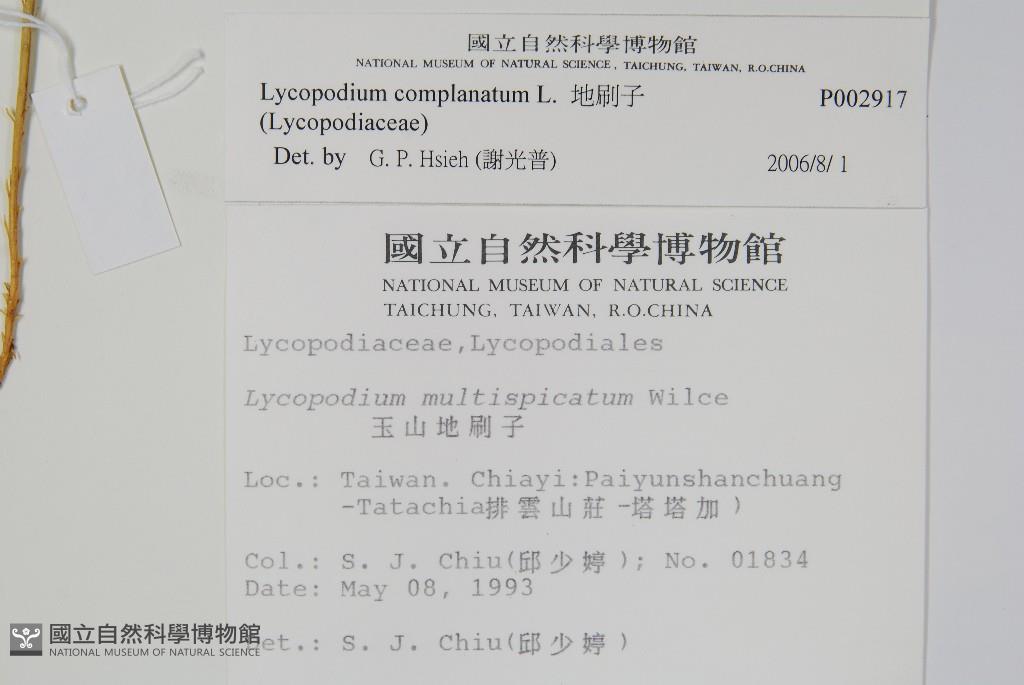 國立自然科學博物館
NATIONAL MUSEUM OF NATURAL SCIENCE, TAICHUNG, TAIWAN, R.O.CHINA
Lycopodium complanatum L. 地刷子 P002917
(Lycopodiaceae)
Det. by G. P. Hsieh (謝光普) 2006/8/ 1
國立自然科學博物館
NATIONAL MUSEUM OF NATURAL SCIENCE
TAICHUNG, TAIWAN, R.O.CHINA
Lycopodiaceae,Lycopodiales
Lycopodium multispicatum Wilce
玉山地刷子
Loc.: Taiwan. Chiayi:Paiyunshanchuang
-Tatachia排雲山莊-塔塔加)
Col.: S. J. Chiu(邱少婷); No. 01834
Date: May 08, 1993
Det.: S. J. Chiu(邱少婷)
國立自然科學博物館
NATIONAL MUSEUM OF NATURAL SCIENCE